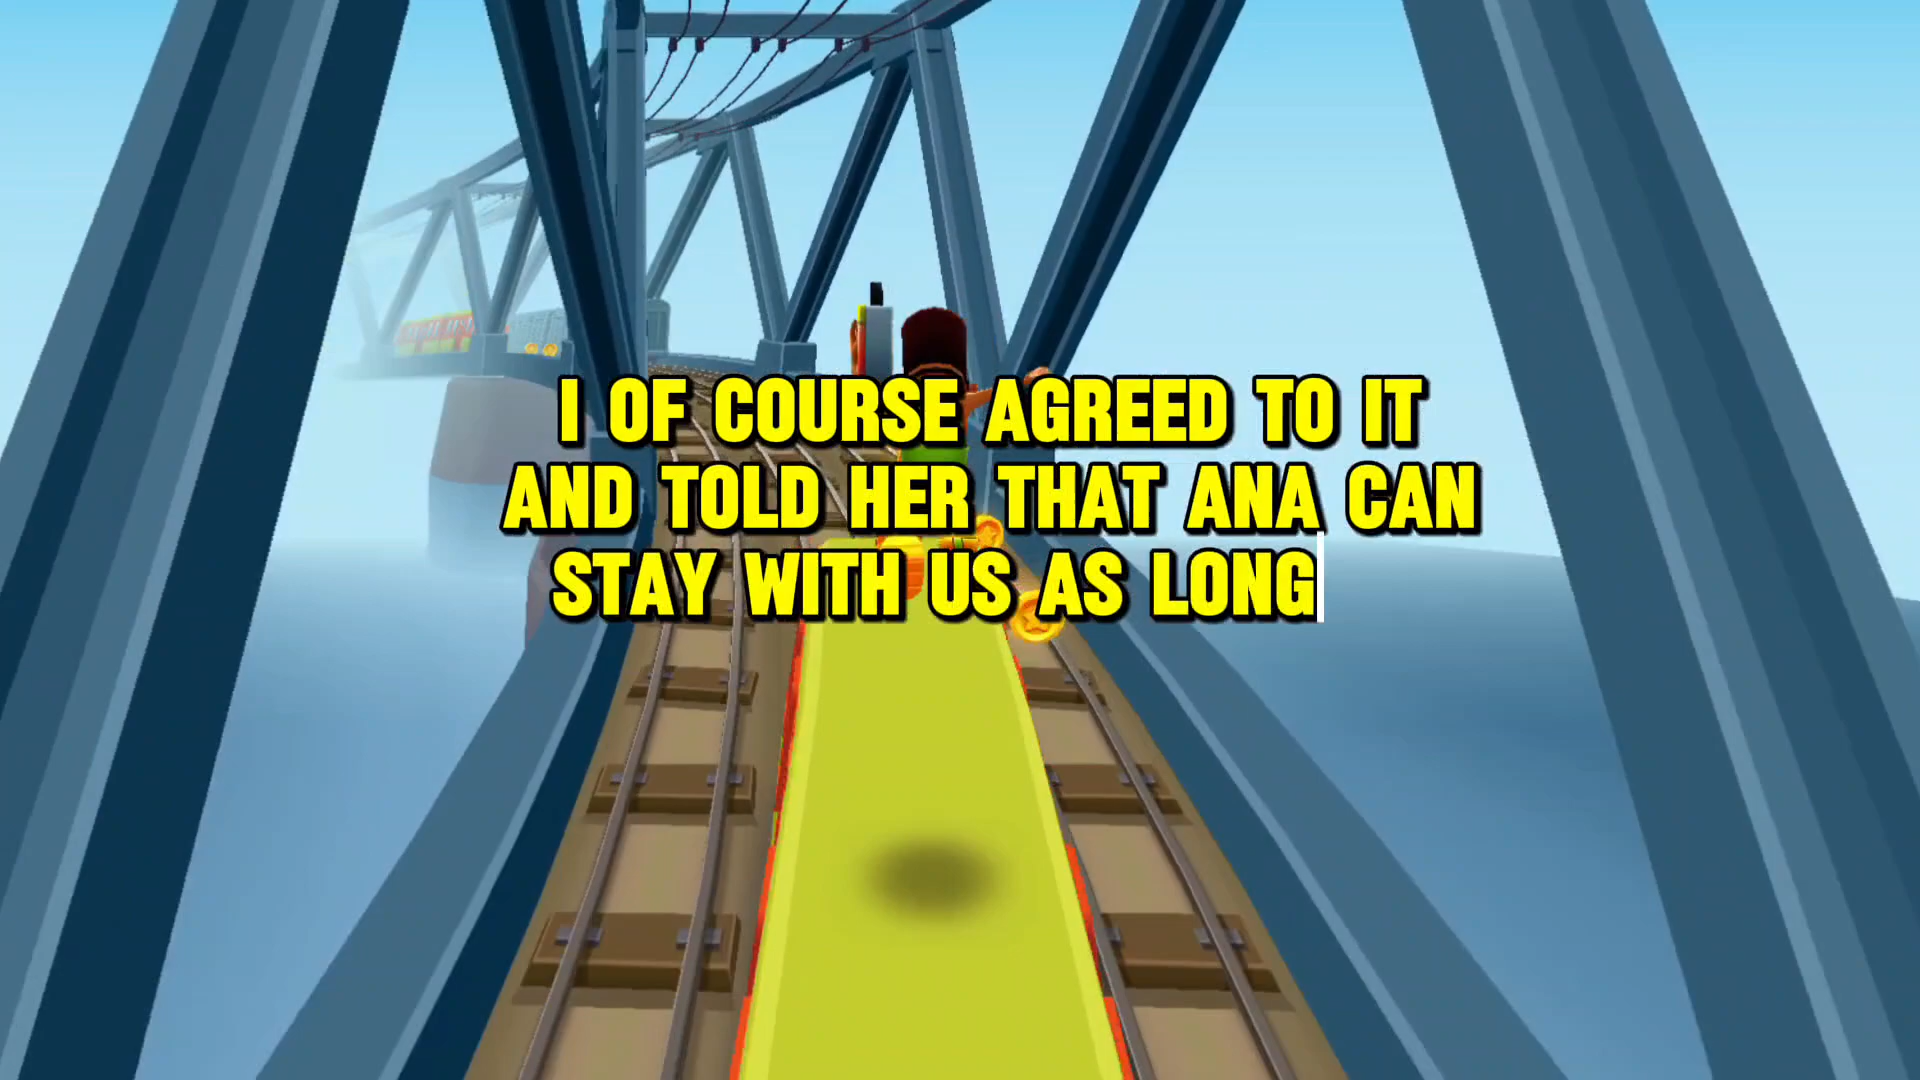 I OF COURSE AGREED TO IT
AND TOLD HER THAT ANA CAN
STAY WITH US AS LONG